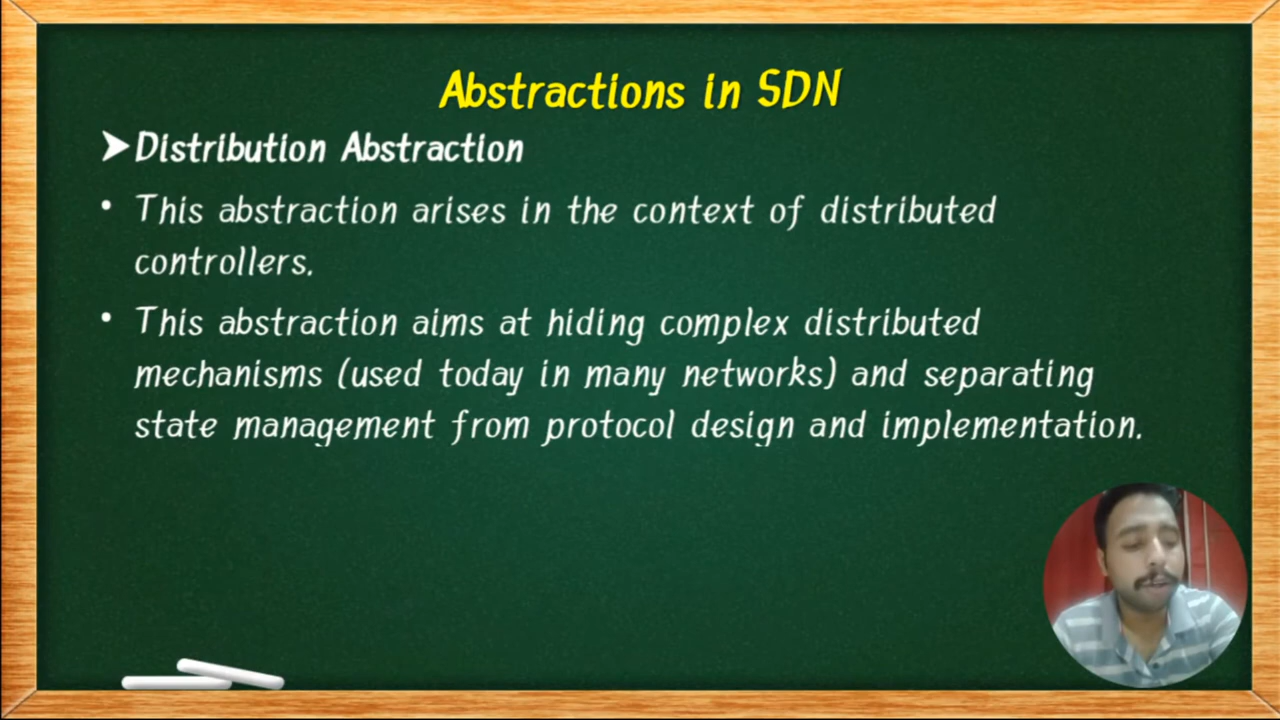 Abstractions in SDN
➤Distribution Abstraction
• This abstraction arises in the context of distributed
controllers.
• This abstraction aims at hiding complex distributed
mechanisms (used today in many networks) and separating
state management from protocol design and implementation.